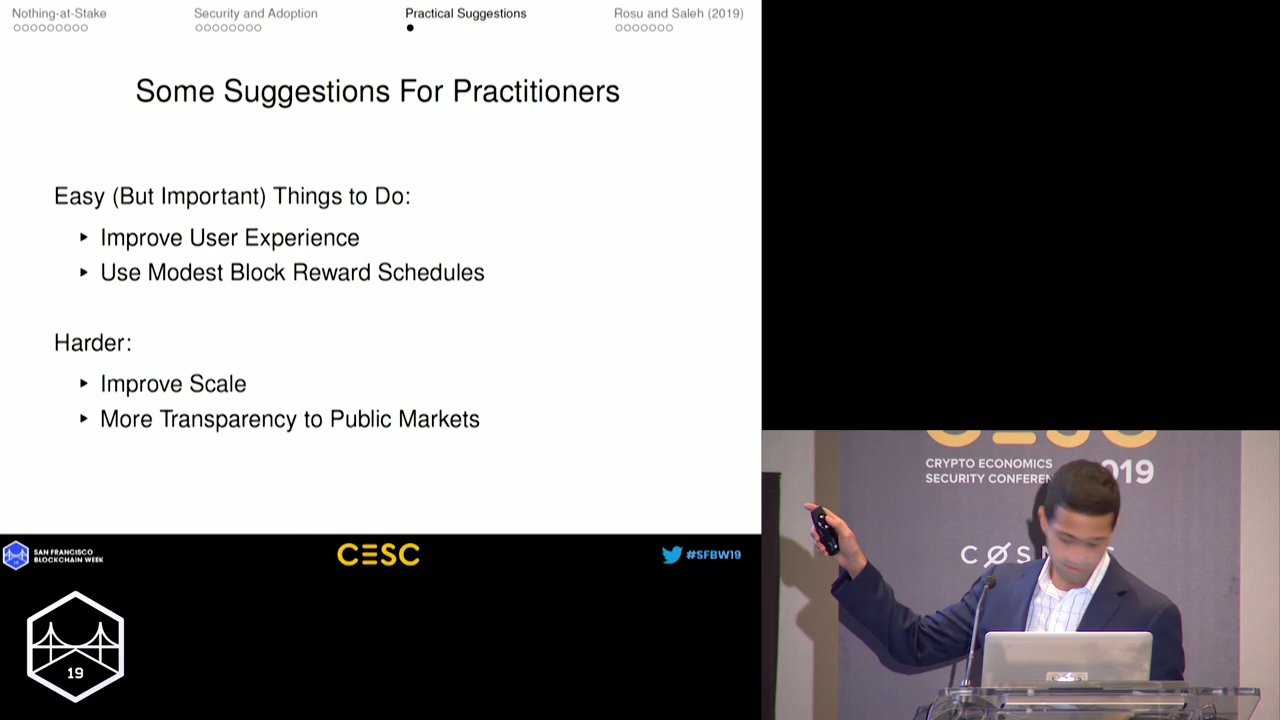 Nothing-at-Stake
Security and Adoption
Practical Suggestions
Rosu and Saleh (2019)
Some Suggestions For Practitioners
Easy (But Important) Things to Do:
Improve User Experience
Use Modest Block Reward Schedules
Harder:
Improve Scale
More Transparency to Public Markets
SAN FRANCISCO
BLOCKCHAIN WEEK
CESC
#SFBW19
19
CRYPTO ECONOMICS
SECURITY